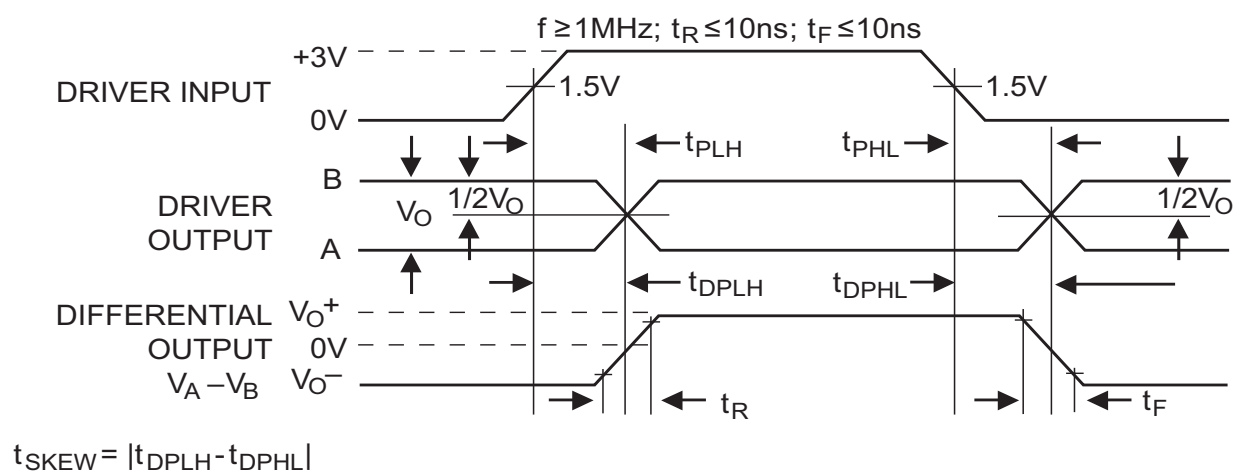 f ≥ 1MHz; tR ≤ 10ns; tF ≤ 10ns
+3V
DRIVER INPUT
1.5V
1.5V
0V
tPLH
tPHL
B
DRIVER
OUTPUT
VO
1/2VO
1/2VO
A
tDPLH
tDPHL
DIFFERENTIAL
OUTPUT
VA – VB
VO+
0V
VO–
tR
tF
tSKEW = |tDPLH - tDPHL|